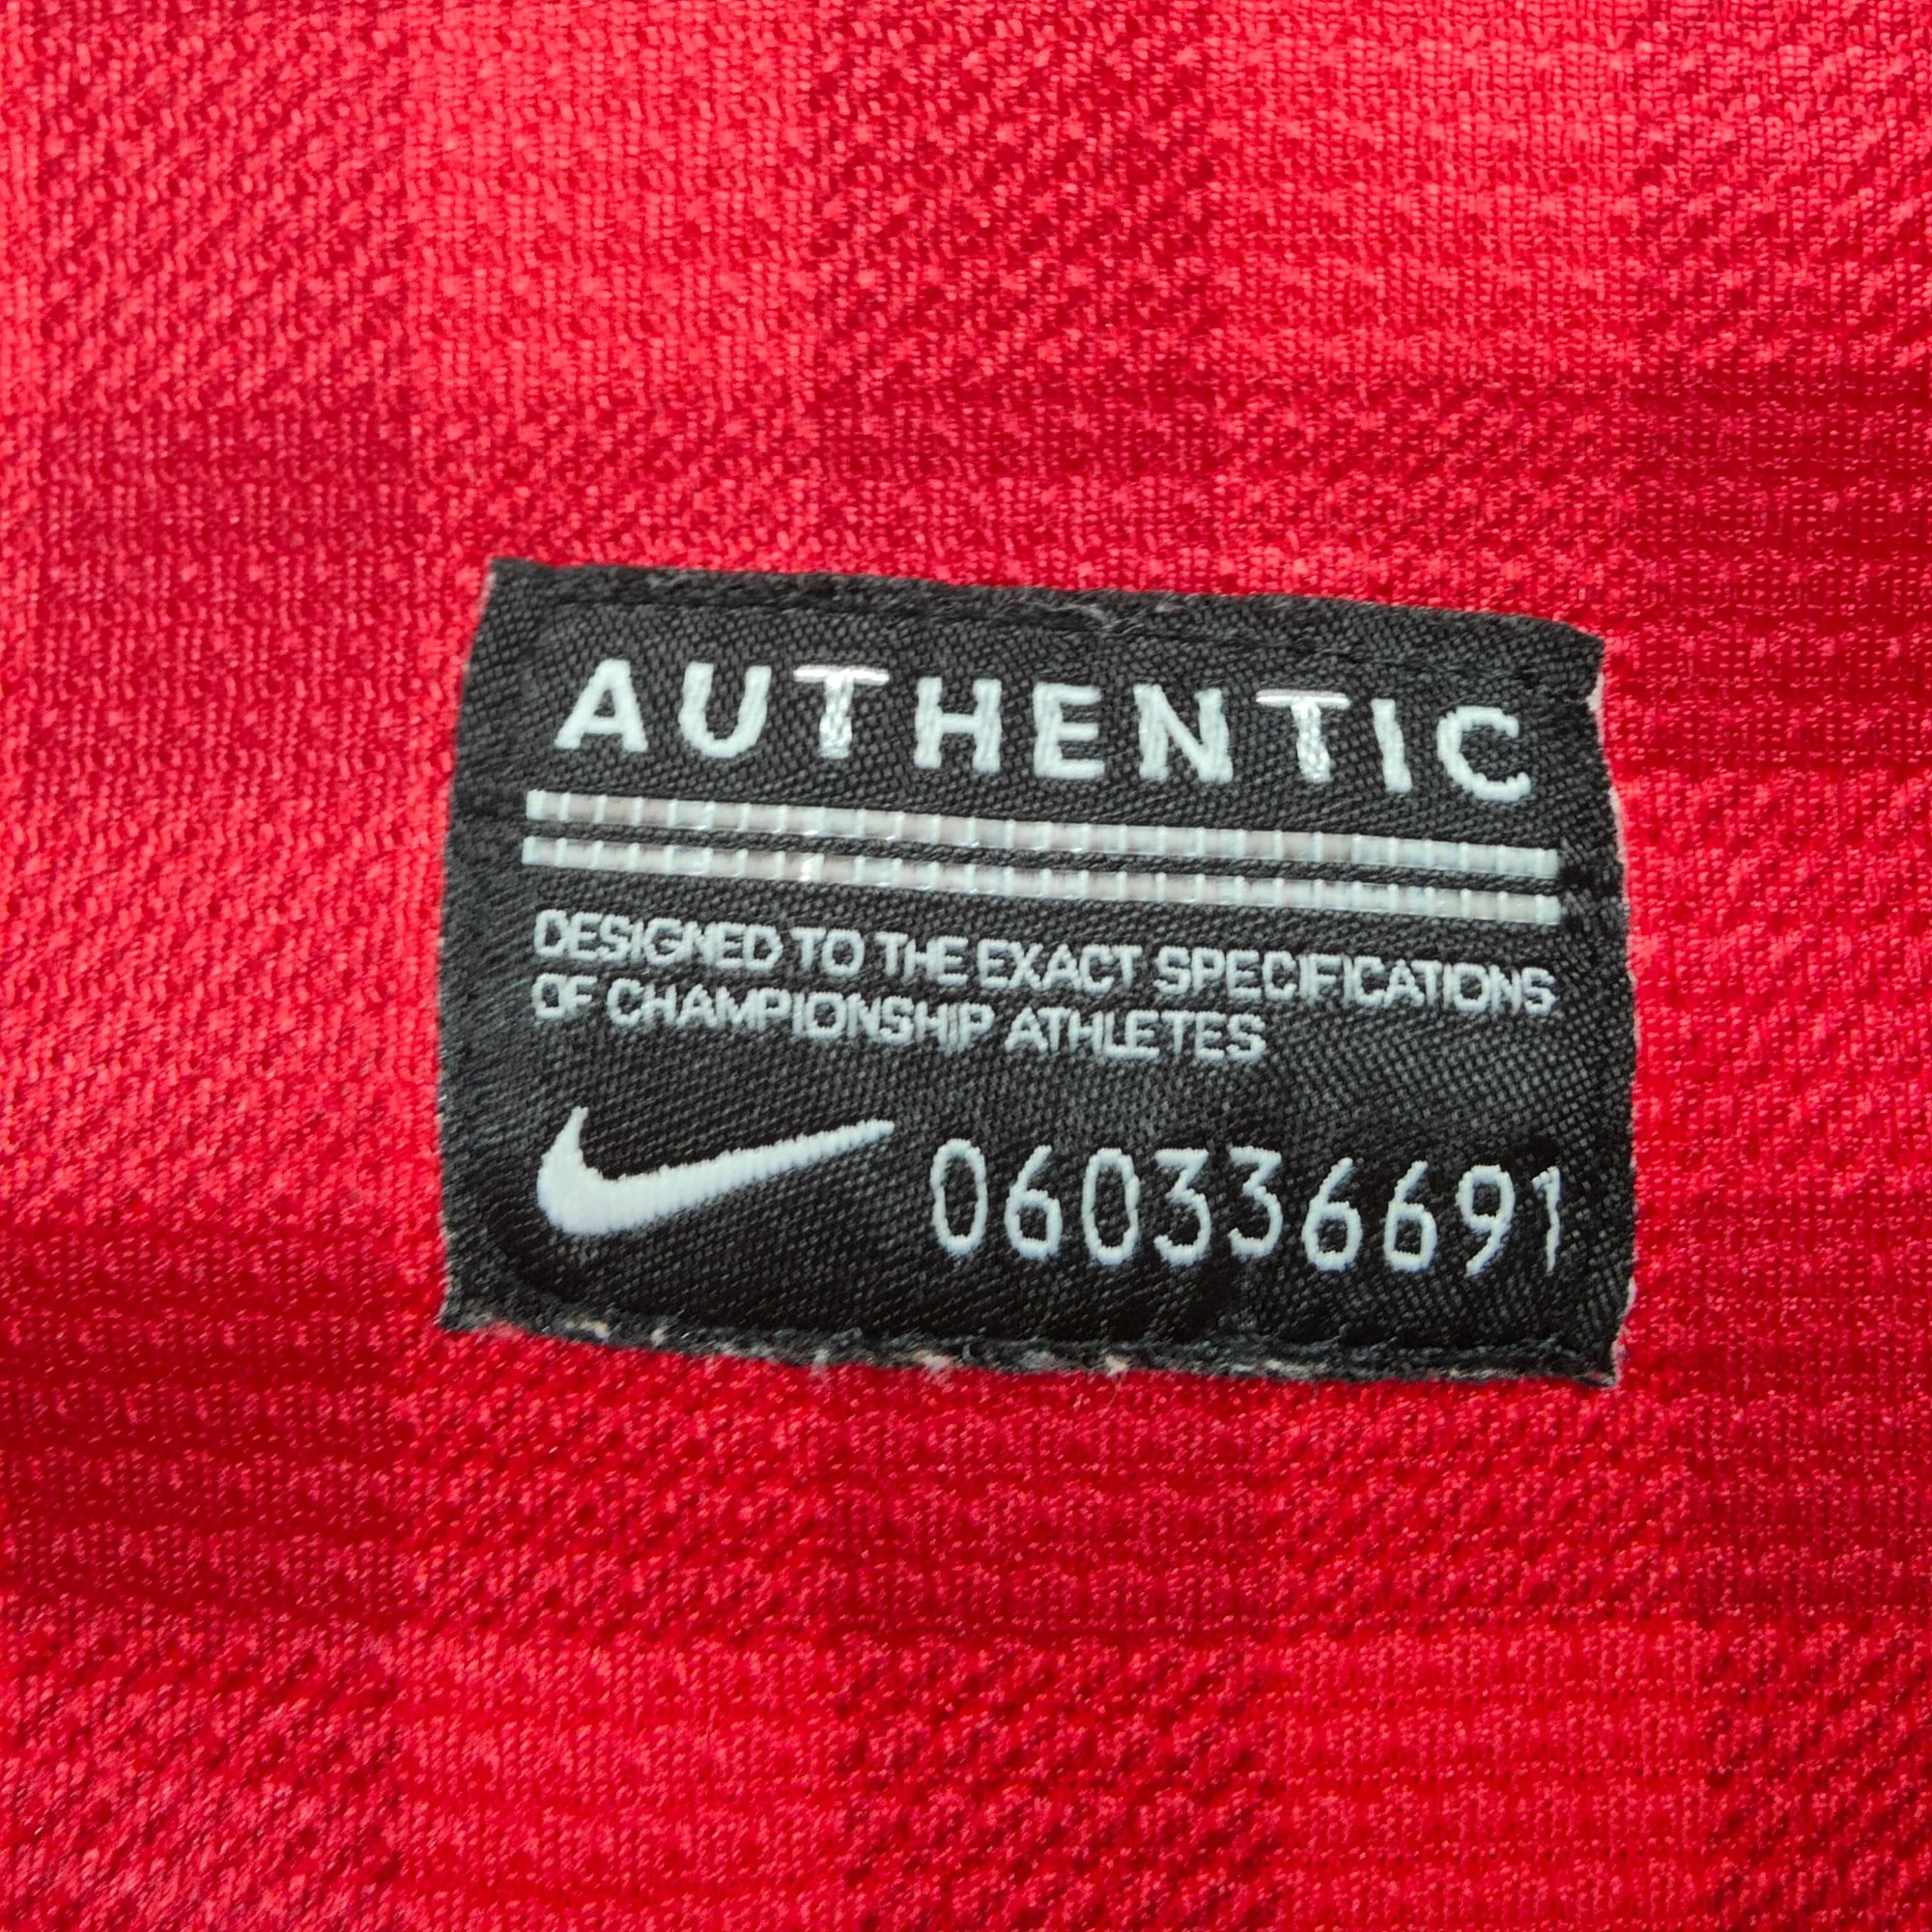 AUTHENTIC
DESIGNED TO THE EXACT SPECIFICATIONS
OF CHAMPIONSHIP ATHLETES
060336691